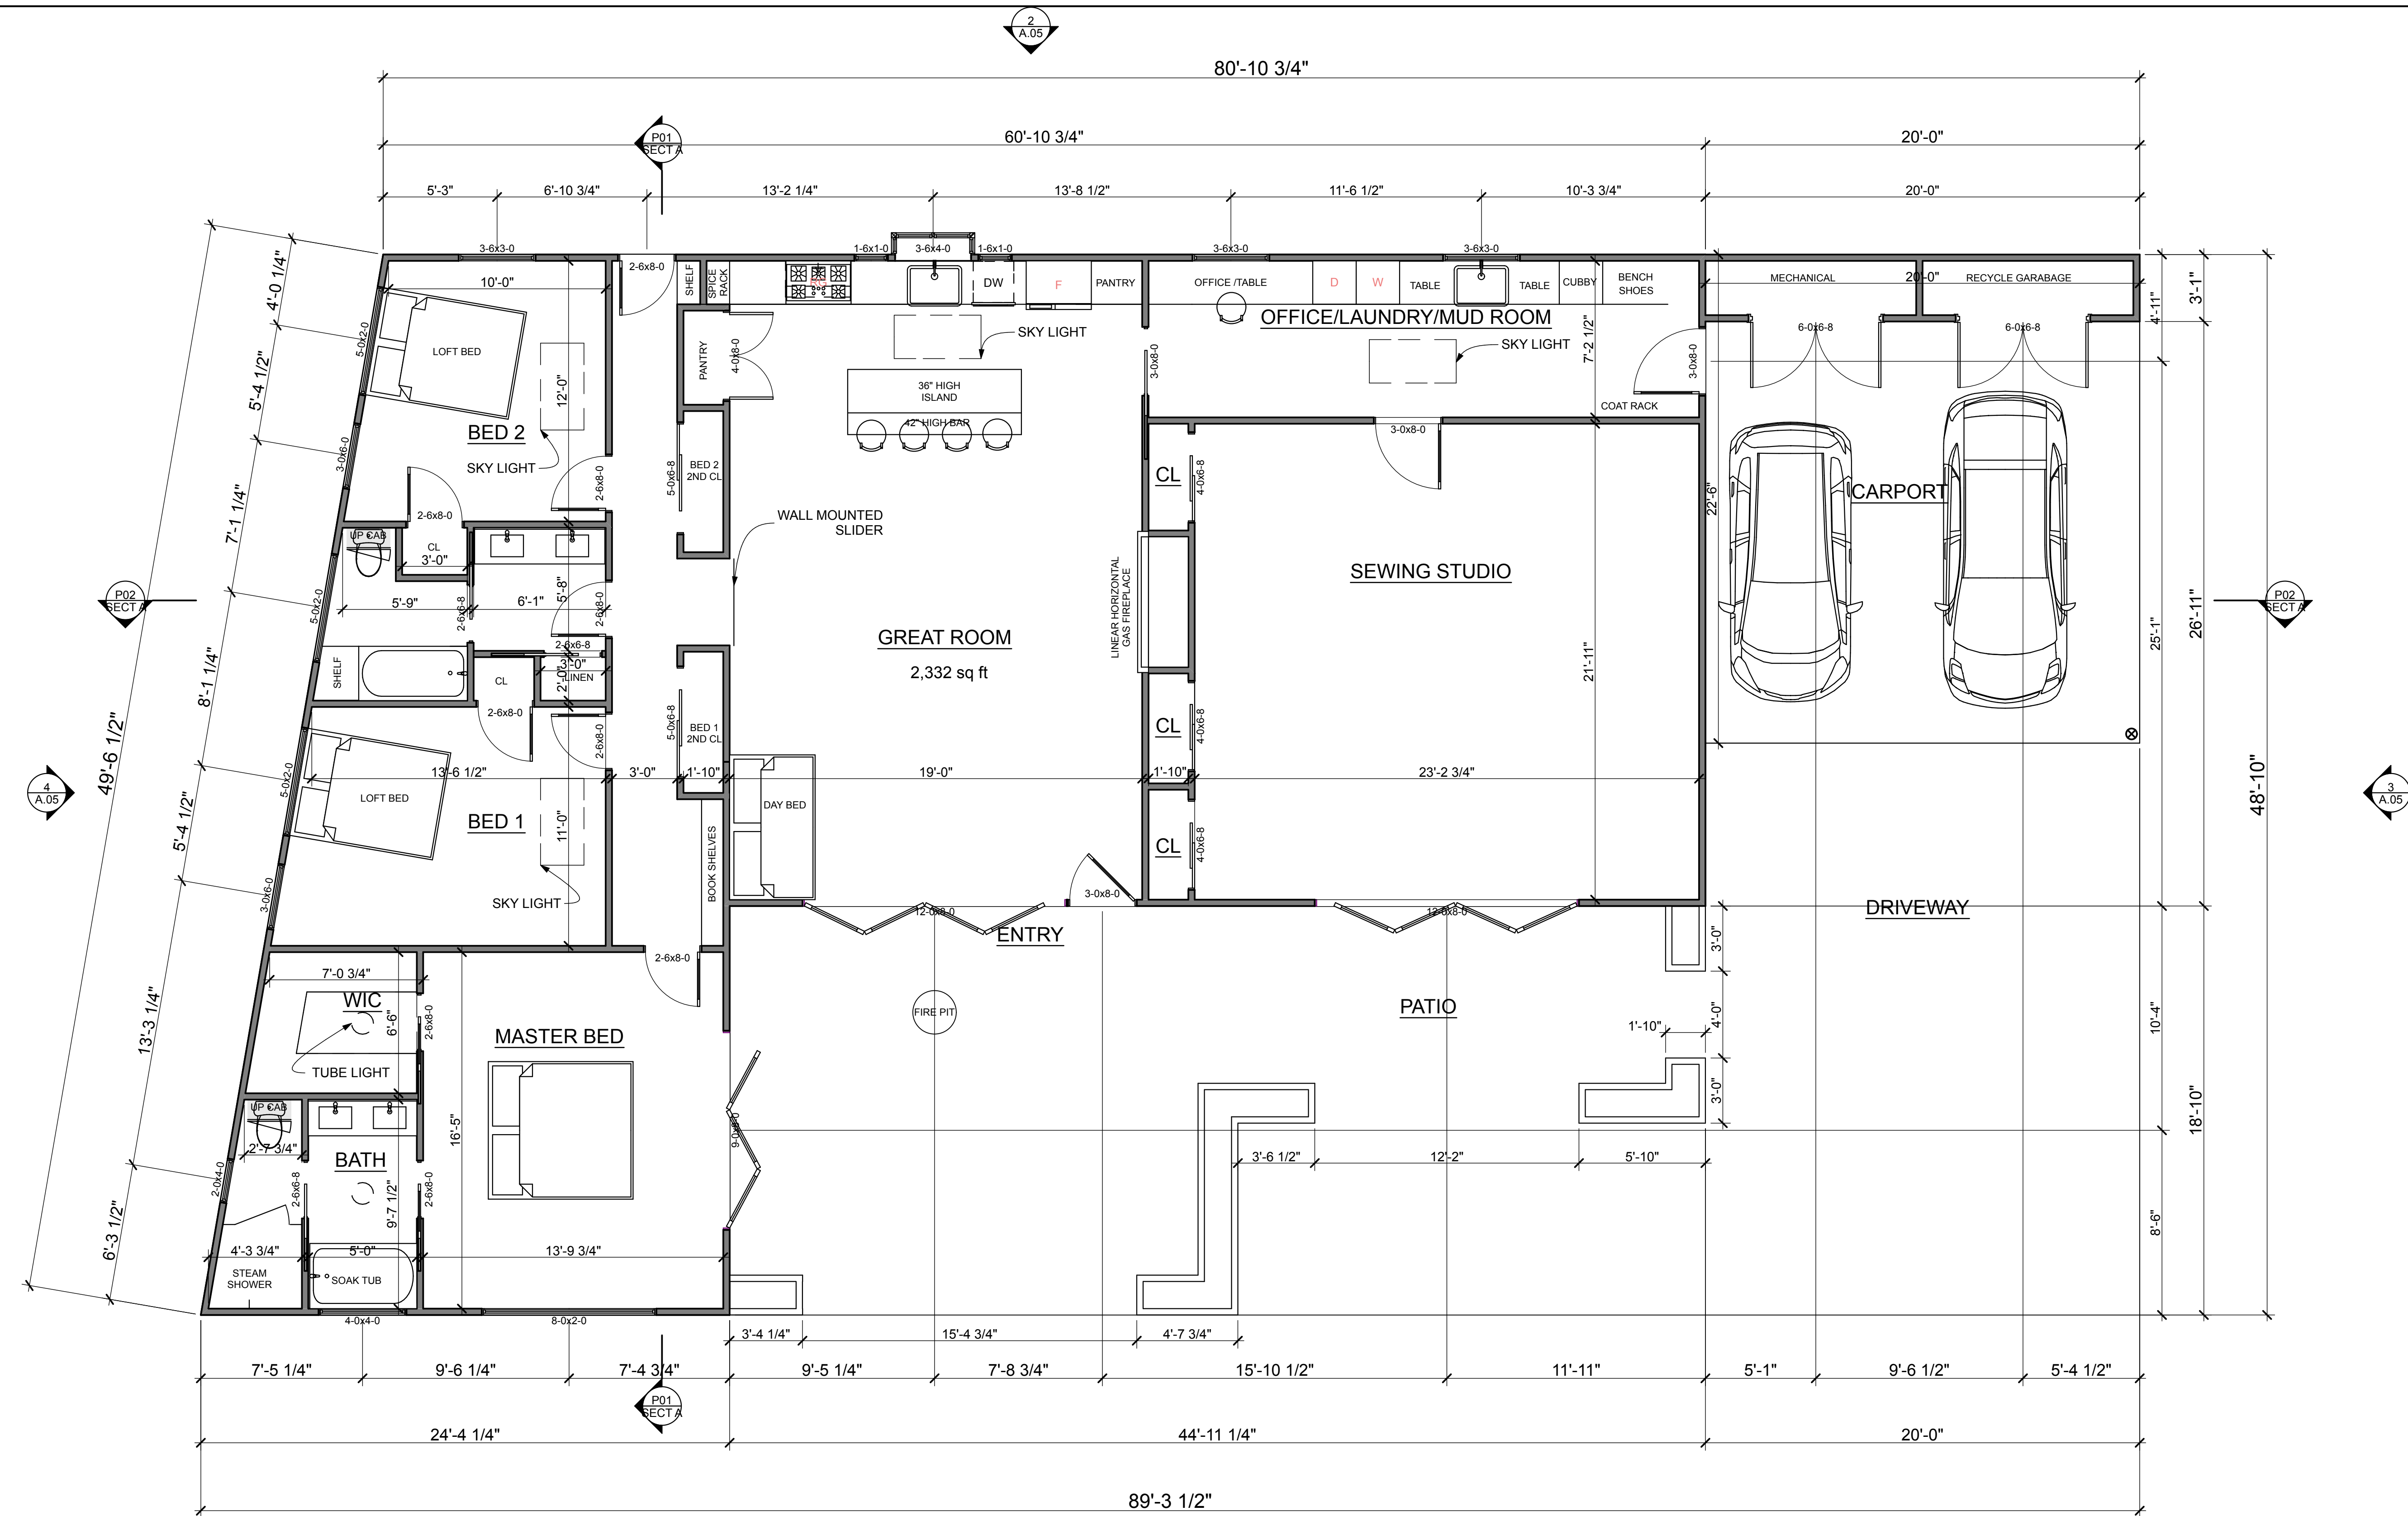 2
A.05
80'-10 3/4"
P01
SECT A
60'-10 3/4"
20'-0"
5'-3"
6'-10 3/4"
13'-2 1/4"
13'-8 1/2"
11'-6 1/2"
10'-3 3/4"
20'-0"
3-6x3-0
1-6x1-0
3-6x4-0
1-6x1-0
3-6x3-0
3-6x3-0
2-6x8-0
SHELF
SPICE
RACK
RG
DW
F
PANTRY
OFFICE /TABLE
D
W
TABLE
TABLE
CUBBY
BENCH
SHOES
MECHANICAL
20'-0"
RECYCLE GARABAGE
4'-11"
3'-1"
10'-0"
4'-0 1/4"
5-0x2-0
LOFT BED
12'-0"
PANTRY
4-0x8-0
SKY LIGHT
OFFICE/LAUNDRY/MUD ROOM
SKY LIGHT
7'-2 1/2"
3-0x8-0
3-0x8-0
6-0x6-8
6-0x6-8
5'-4 1/2"
36" HIGH
ISLAND
42" HIGH BAR
COAT RACK
BED 2
SKY LIGHT
3-0x6-0
2-6x8-0
5-0x6-8
BED 2
2ND CL
3-0x8-0
CL
4-0x6-8
22'-6"
CARPORT
7'-1 1/4"
2-6x8-0
WALL MOUNTED
SLIDER
UP CAB
CL
3'-0"
5'-8"
LINEAR HORIZONTAL
GAS FIREPLACE
SEWING STUDIO
P02
SECT A
P02
SECT A
5-0x2-0
5'-9"
2-6x6-8
6'-1"
2-6x8-0
GREAT ROOM
2,332 sq ft
25'-1"
26'-11"
21'-11"
2-6x6-8
3'-0"
LINEN
2'-0"
SHELF
CL
8'-1 1/4"
2-6x8-0
2-6x8-0
5-0x6-8
BED 1
2ND CL
CL
4-0x6-8
49'-6 1/2"
5-0x2-0
13'-6 1/2"
3'-0"
1'-10"
19'-0"
1'-10"
23'-2 3/4"
4
A.05
3
A.05
48'-10"
LOFT BED
DAY BED
BED 1
11'-0"
5'-4 1/2"
BOOK SHELVES
CL
4-0x6-8
SKY LIGHT
3-0x6-0
3-0x8-0
12-0x8-0
12-0x8-0
ENTRY
DRIVEWAY
3'-0"
2-6x8-0
7'-0 3/4"
WIC
6'-6"
2-6x8-0
FIRE PIT
PATIO
1'-10"
4'-0"
10'-4"
13'-3 1/4"
MASTER BED
TUBE LIGHT
3'-0"
18'-10"
UP CAB
16'-5"
9-0x8-0
2'-7 3/4"
BATH
3'-6 1/2"
12'-2"
5'-10"
2-0x4-0
2-6x6-8
9'-7 1/2"
2-6x8-0
8'-6"
6'-3 1/2"
4'-3 3/4"
5'-0"
13'-9 3/4"
STEAM
SHOWER
SOAK TUB
4-0x4-0
8-0x2-0
3'-4 1/4"
15'-4 3/4"
4'-7 3/4"
7'-5 1/4"
9'-6 1/4"
7'-4 3/4"
9'-5 1/4"
7'-8 3/4"
15'-10 1/2"
11'-11"
5'-1"
9'-6 1/2"
5'-4 1/2"
P01
SECT A
24'-4 1/4"
44'-11 1/4"
20'-0"
89'-3 1/2"